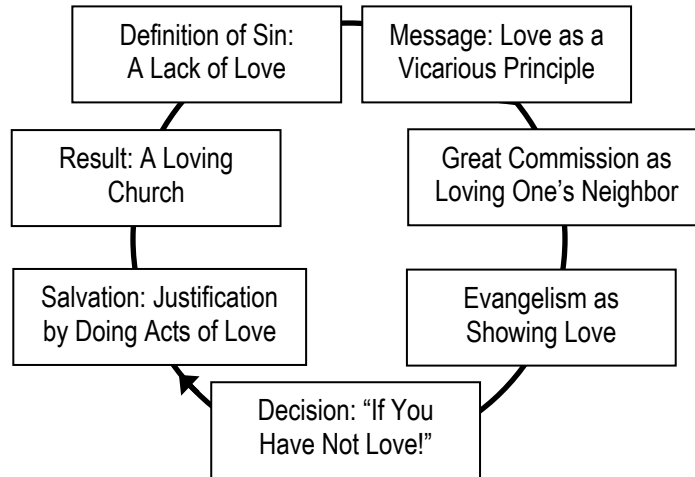 Definition of Sin:
A Lack of Love
Message: Love as a
Vicarious Principle
Great Commission as
Loving One’s Neighbor
Evangelism as
Showing Love
Decision: “If You
Have Not Love!”
Salvation: Justification
by Doing Acts of Love
Result: A Loving
Church